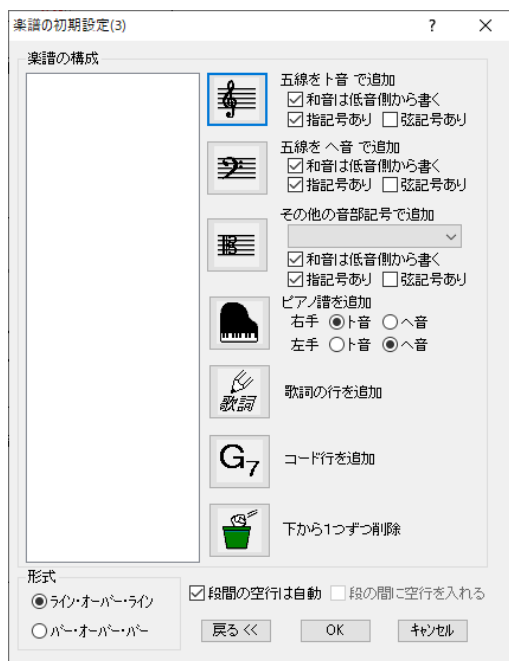 楽譜の初期設定(3)
?
×
楽譜の構成
五線をト音 で追加
和音は低音側から書く
指記号あり 弦記号あり
五線を ヘ音 で追加
和音は低音側から書く
指記号あり 弦記号あり
その他の音部記号で追加
和音は低音側から書く
指記号あり 弦記号あり
ピアノ譜を追加
右手 ト音 ヘ音
左手 ト音 ヘ音
歌詞
歌詞の行を追加
G7
コード行を追加
下から1つずつ削除
形式
ライン・オーバー・ライン
バー・オーバー・バー
段間の空行は自動 段の間に空行を入れる
戻る << OK キャンセル